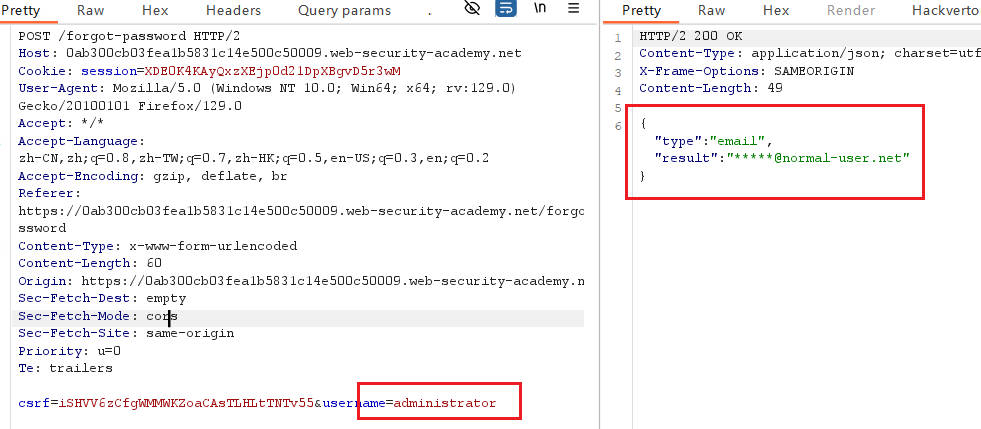 Pretty Raw Hex Headers Query params . \n ≡
POST /forgot-password HTTP/2
Host: 0ab300cb03fea1b5831c14e500c50009.web-security-academy.net
Cookie: session=XDE0K4KAyQxzXEjp0d21DpXBgvD5r3wM
User-Agent: Mozilla/5.0 (Windows NT 10.0; Win64; x64; rv:129.0)
Gecko/20100101 Firefox/129.0
Accept: */*
Accept-Language:
zh-CN,zh;q=0.8,zh-TW;q=0.7,zh-HK;q=0.5,en-US;q=0.3,en;q=0.2
Accept-Encoding: gzip, deflate, br
Referer:
https://0ab300cb03fea1b5831c14e500c50009.web-security-academy.net/forgo
ssword
Content-Type: x-www-form-urlencoded
Content-Length: 60
Origin: https://0ab300cb03fea1b5831c14e500c50009.web-security-academy.n
Sec-Fetch-Dest: empty
Sec-Fetch-Mode: cors
Sec-Fetch-Site: same-origin
Priority: u=0
Te: trailers
csrf=iSHVV6zCfgWMMWKZoaCAsTLHLtTNTv55&username=administrator
Pretty Raw Hex Render Hackverto
1 HTTP/2 200 OK
2 Content-Type: application/json; charset=utf
3 X-Frame-Options: SAMEORIGIN
4 Content-Length: 49
5
6 {
"type":"email",
"result":"*****@normal-user.net"
}